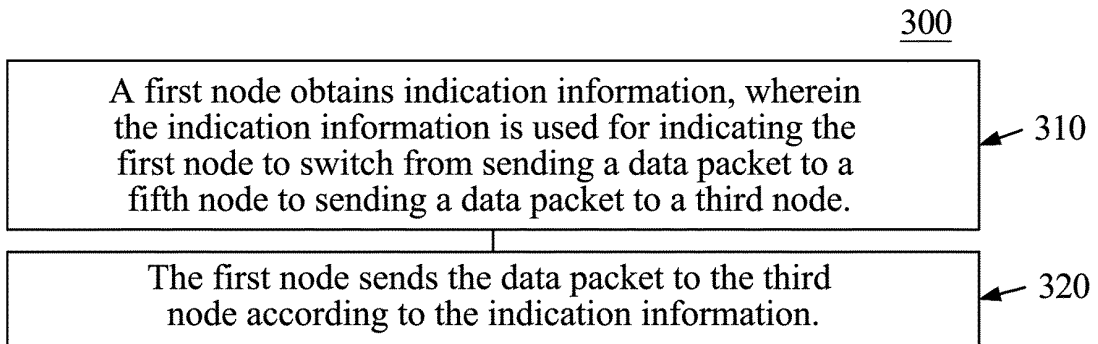 300
A first node obtains indication information, wherein
the indication information is used for indicating the
first node to switch from sending a data packet to a
fifth node to sending a data packet to a third node.
310
The first node sends the data packet to the third
node according to the indication information.
320